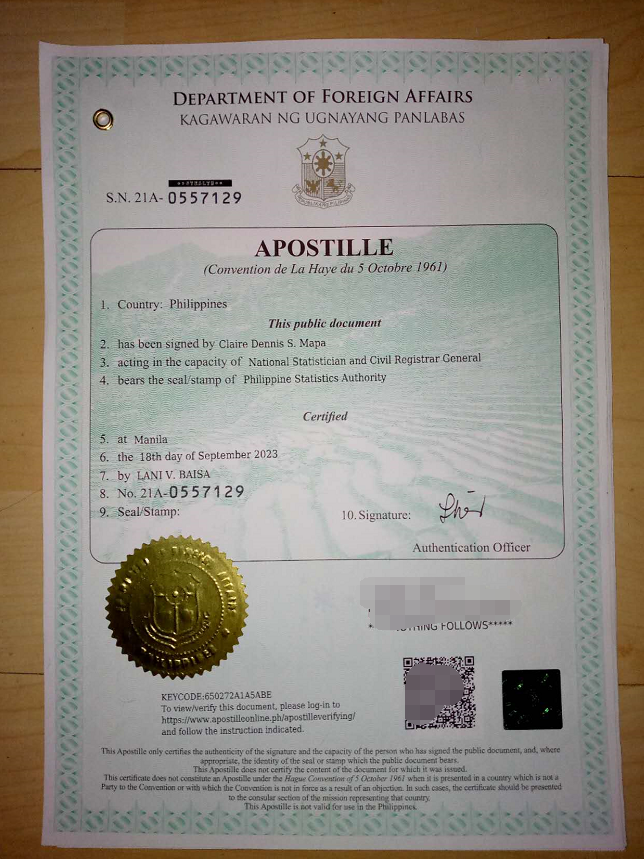 DEPARTMENT OF FOREIGN AFFAIRS
KAGAWARAN NG UGNAYANG PANLABAS
S.N. 21A-0557129
APOSTILLE
(Convention de La Haye du 5 Octobre 1961)
1. Country: Philippines
This public document
2. has been signed by Claire Dennis S. Mapa
3. acting in the capacity of National Statistician and Civil Registrar General
4. bears the seal/stamp of Philippine Statistics Authority
Certified
5. at Manila
6. the 18th day of September 2023
7. by LANI V. BAISA
8. No. 21A-0557129
9. Seal/Stamp:
10. Signature:
Authentication Officer
FOLLOWS*****
KEYCODE:650272A1A5ABE
To view/verify this document, please log-in to
https://www.apostilleonline.ph/apostilleverifying/
and follow the instruction indicated.
This Apostille only certifies the authenticity of the signature and the capacity of the person who has signed the public document, and, where
appropriate, the identity of the seal or stamp which the public document bears.
This Apostille does not certify the content of the document for which it was issued.
This certificate does not constitute an Apostille under the Hague Convention of 5 October 1961 when it is presented in a country which is not a
Party to the Convention or with which the Convention is not in force as a result of an objection. In such cases, the certificate should be presented
to the consular section of the mission representing that country.
This Apostille is not valid for use in the Philippines.